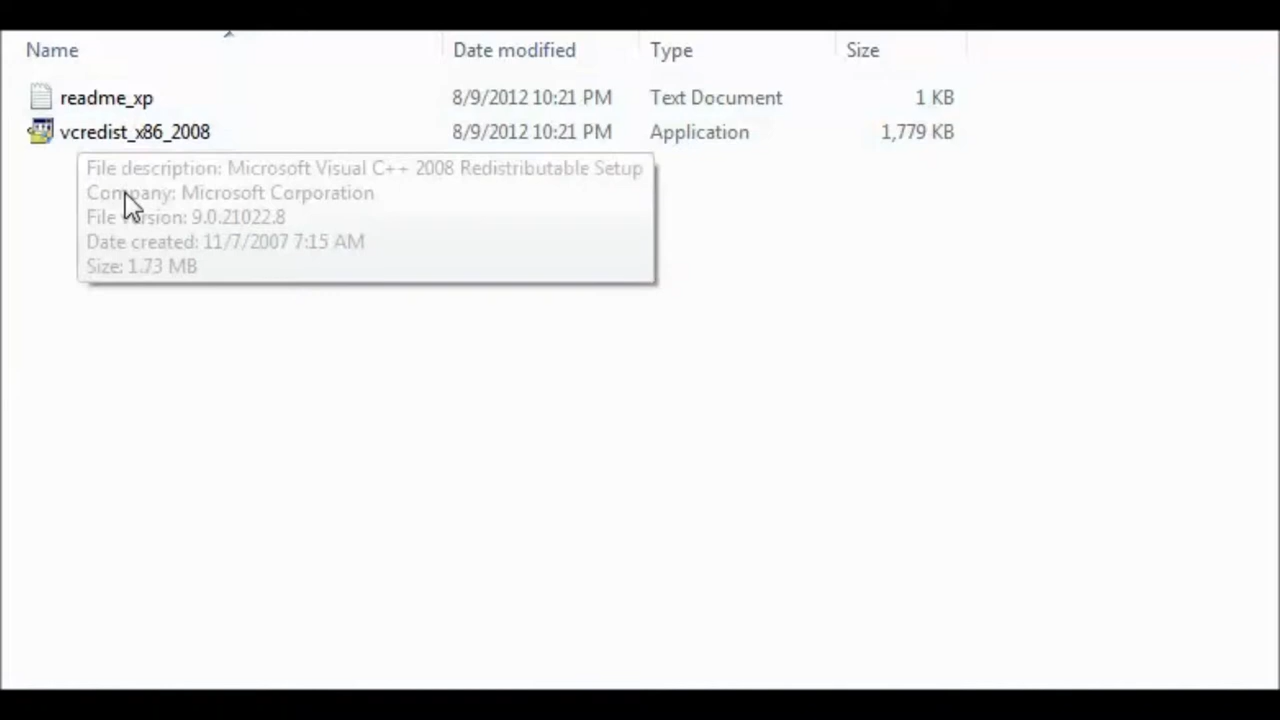 Name Date modified Type Size
readme_xp 8/9/2012 10:21 PM Text Document 1 KB
vcredist_x86_2008 8/9/2012 10:21 PM Application 1,779 KB
File description: Microsoft Visual C++ 2008 Redistributable Setup
Company: Microsoft Corporation
File version: 9.0.21022.8
Date created: 11/7/2007 7:15 AM
Size: 1.73 MB